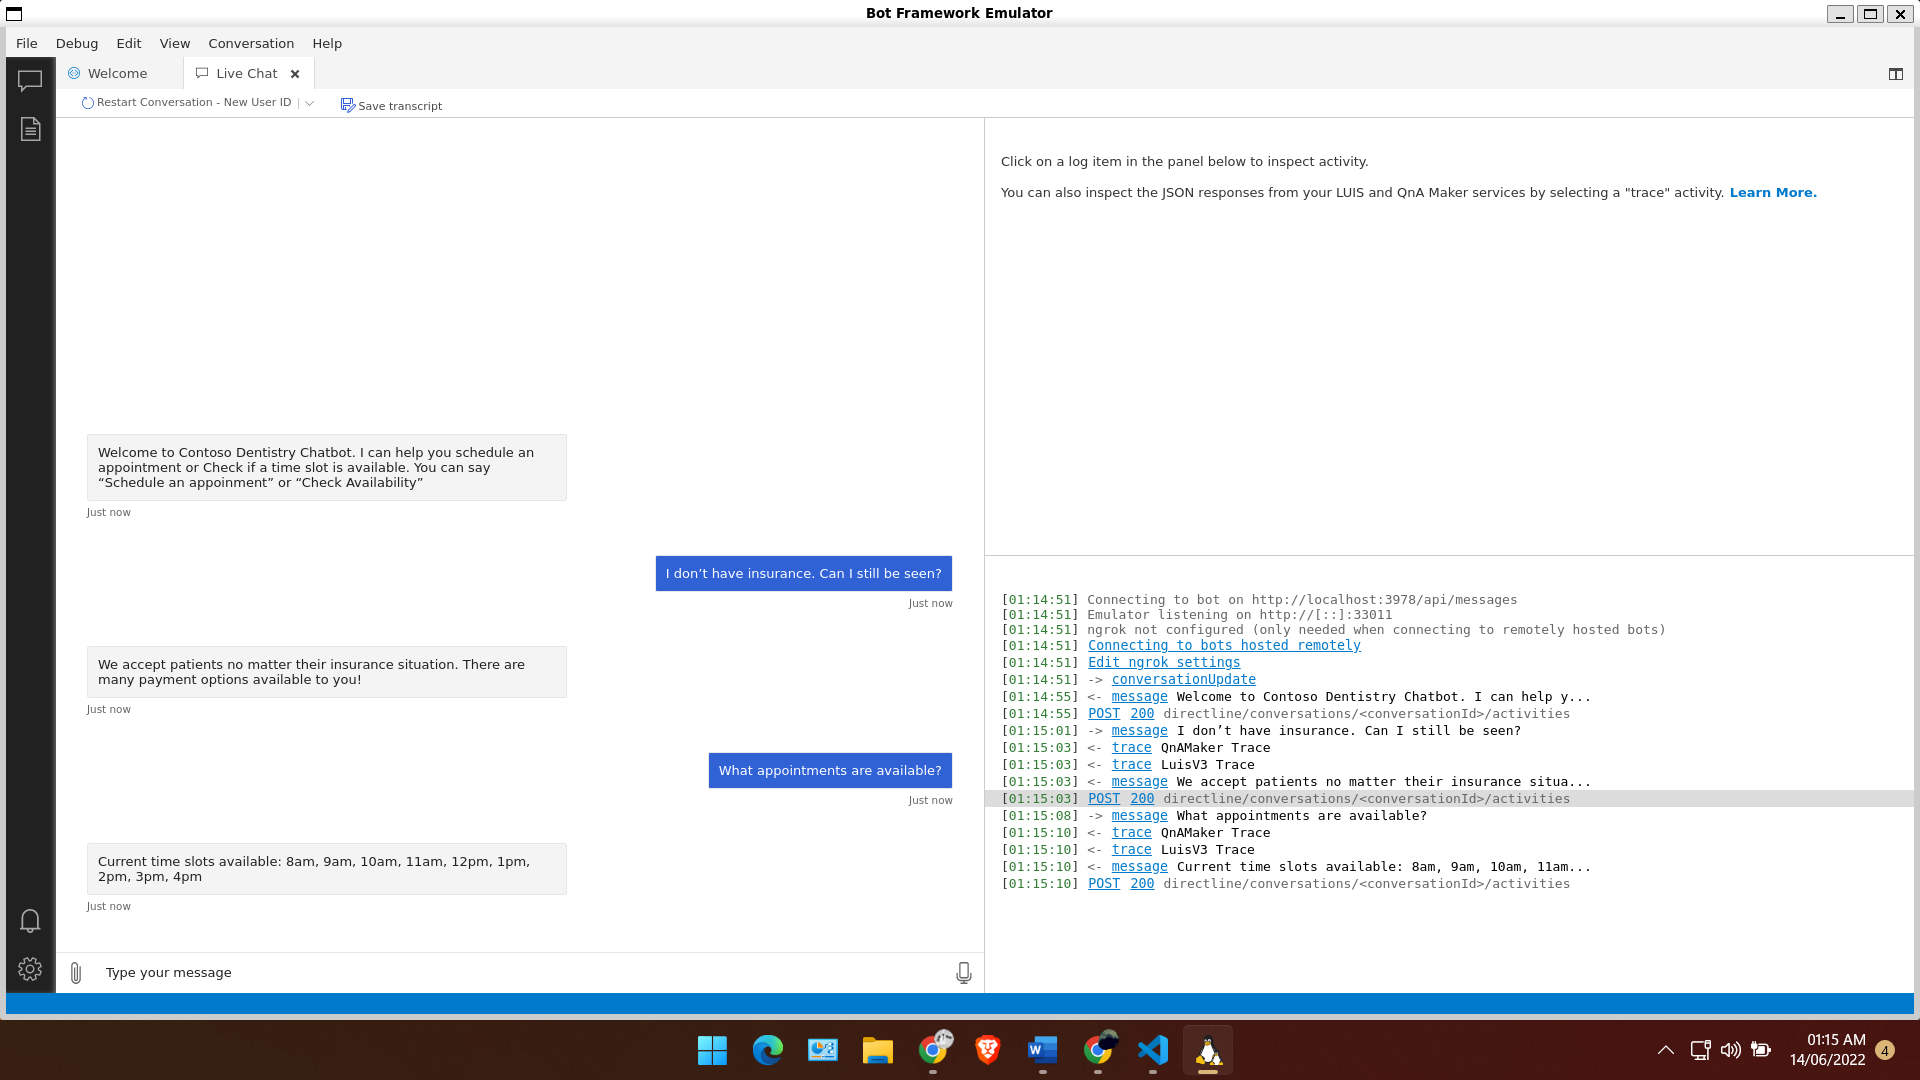 Bot Framework Emulator
File Debug Edit View Conversation Help
Welcome Live Chat
Restart Conversation - New User ID Save transcript
Welcome to Contoso Dentistry Chatbot. I can help you schedule an
appointment or Check if a time slot is available. You can say
“Schedule an appoinment” or “Check Availability”
Just now
I don’t have insurance. Can I still be seen?
Just now
We accept patients no matter their insurance situation. There are
many payment options available to you!
Just now
What appointments are available?
Just now
Current time slots available: 8am, 9am, 10am, 11am, 12pm, 1pm,
2pm, 3pm, 4pm
Just now
Type your message
Click on a log item in the panel below to inspect activity.
You can also inspect the JSON responses from your LUIS and QnA Maker services by selecting a "trace" activity. Learn More.
[01:14:51] Connecting to bot on http://localhost:3978/api/messages
[01:14:51] Emulator listening on http://[::]:33011
[01:14:51] ngrok not configured (only needed when connecting to remotely hosted bots)
[01:14:51] Connecting to bots hosted remotely
[01:14:51] Edit ngrok settings
[01:14:51] -> conversationUpdate
[01:14:55] <- message Welcome to Contoso Dentistry Chatbot. I can help y...
[01:14:55] POST 200 directline/conversations/<conversationId>/activities
[01:15:01] -> message I don’t have insurance. Can I still be seen?
[01:15:03] <- trace QnAMaker Trace
[01:15:03] <- trace LuisV3 Trace
[01:15:03] <- message We accept patients no matter their insurance situa...
[01:15:03] POST 200 directline/conversations/<conversationId>/activities
[01:15:08] -> message What appointments are available?
[01:15:10] <- trace QnAMaker Trace
[01:15:10] <- trace LuisV3 Trace
[01:15:10] <- message Current time slots available: 8am, 9am, 10am, 11am...
[01:15:10] POST 200 directline/conversations/<conversationId>/activities
W
01:15 AM
14/06/2022
4